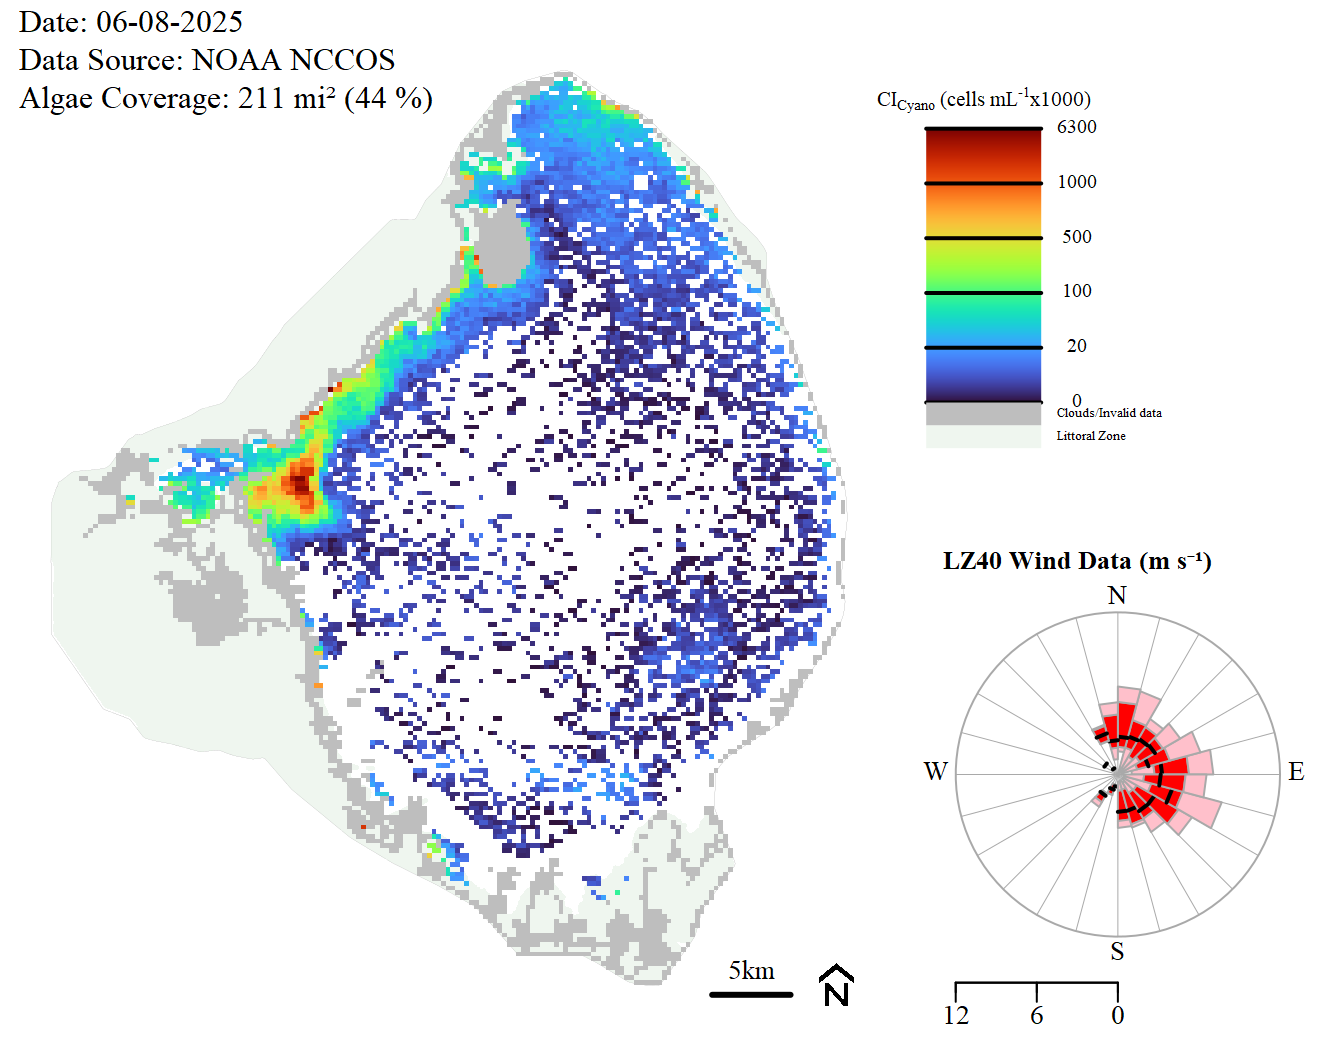 Date: 06-08-2025
Data Source: NOAA NCCOS
Algae Coverage: 211 mi² (44 %)
CICyano (cells mL-1x1000)
6300
1000
500
100
20
0
Clouds/Invalid data
Littoral Zone
LZ40 Wind Data (m s⁻¹)
N
W
E
S
5km
N
12 6 0